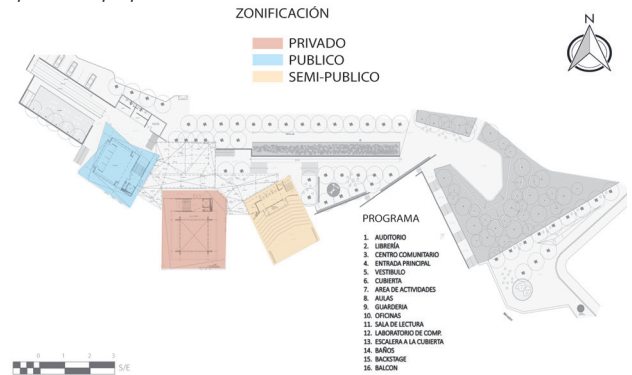 ZONIFICACIÓN
N
PRIVADO
PUBLICO
SEMI-PUBLICO
PROGRAMA
1. AUDITORIO
2. LIBRERÍA
3. CENTRO COMUNITARIO
4. ENTRADA PRINCIPAL
5. VESTIBULO
6. CUBIERTA
7. AREA DE ACTIVIDADES
8. AULAS
9. GUARDERIA
10. OFICINAS
11. SALA DE LECTURA
12. LABORATORIO DE COMP.
13. ESCALERA A LA CUBIERTA
14. BAÑOS
15. BACKSTAGE
16. BALCON
0 1 2 3
S/E